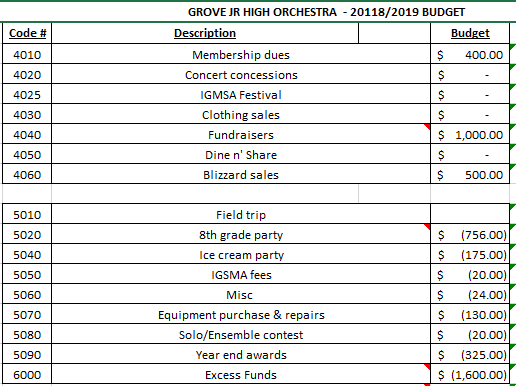 GROVE JR HIGH ORCHESTRA - 20118/2019 BUDGET
Code # Description Budget
4010 Membership dues $ 400.00
4020 Concert concessions $ -
4025 IGMSA Festival $ -
4030 Clothing sales $ -
4040 Fundraisers $ 1,000.00
4050 Dine n' Share $ -
4060 Blizzard sales $ 500.00
5010 Field trip
5020 8th grade party $ (756.00)
5040 Ice cream party $ (175.00)
5050 IGSMA fees $ (20.00)
5060 Misc $ (24.00)
5070 Equipment purchase & repairs $ (130.00)
5080 Solo/Ensemble contest $ (20.00)
5090 Year end awards $ (325.00)
6000 Excess Funds $ (1,600.00)